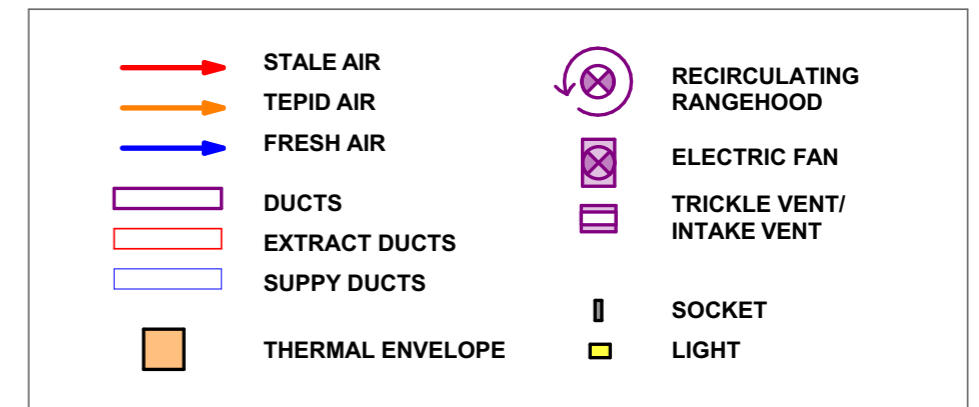 STALE AIR
TEPID AIR
FRESH AIR
DUCTS
EXTRACT DUCTS
SUPPY DUCTS
THERMAL ENVELOPE
RECIRCULATING
RANGEHOOD
ELECTRIC FAN
TRICKLE VENT/
INTAKE VENT
SOCKET
LIGHT